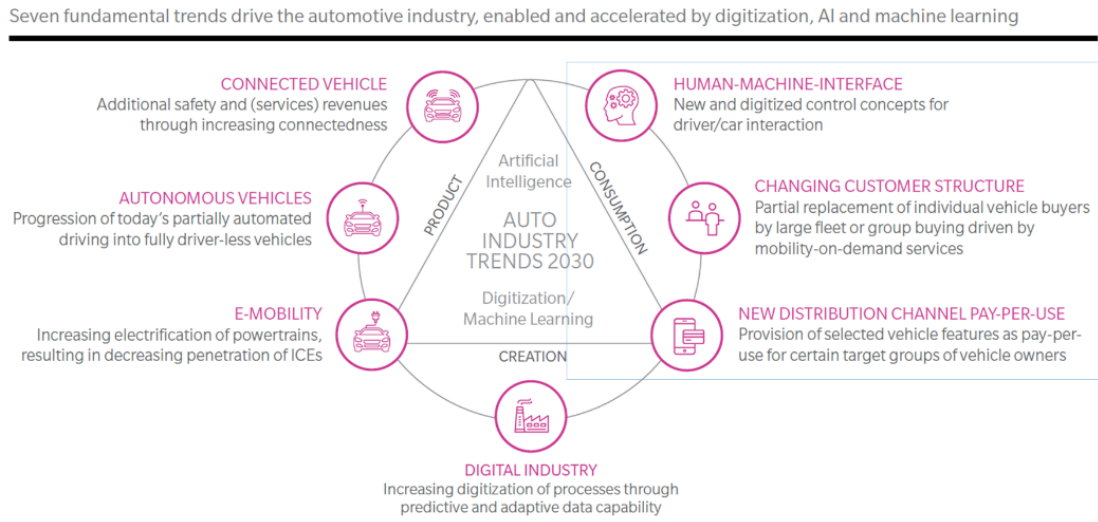 Seven fundamental trends drive the automotive industry, enabled and accelerated by digitization, AI and machine learning
CONNECTED VEHICLE
Additional safety and (services) revenues
through increasing connectedness
HUMAN-MACHINE-INTERFACE
New and digitized control concepts for
driver/car interaction
AUTONOMOUS VEHICLES
Progression of today's partially automated
driving into fully driver-less vehicles
PRODUCT
Artificial
Intelligence
AUTO
INDUSTRY
TRENDS 2030
Digitization/
Machine Learning
CONSUMPTION
CREATION
CHANGING CUSTOMER STRUCTURE
Partial replacement of individual vehicle buyers
by large fleet or group buying driven by
mobility-on-demand services
E-MOBILITY
Increasing electrification of powertrains,
resulting in decreasing penetration of ICEs
NEW DISTRIBUTION CHANNEL PAY-PER-USE
Provision of selected vehicle features as pay-per-
use for certain target groups of vehicle owners
DIGITAL INDUSTRY
Increasing digitization of processes through
predictive and adaptive data capability